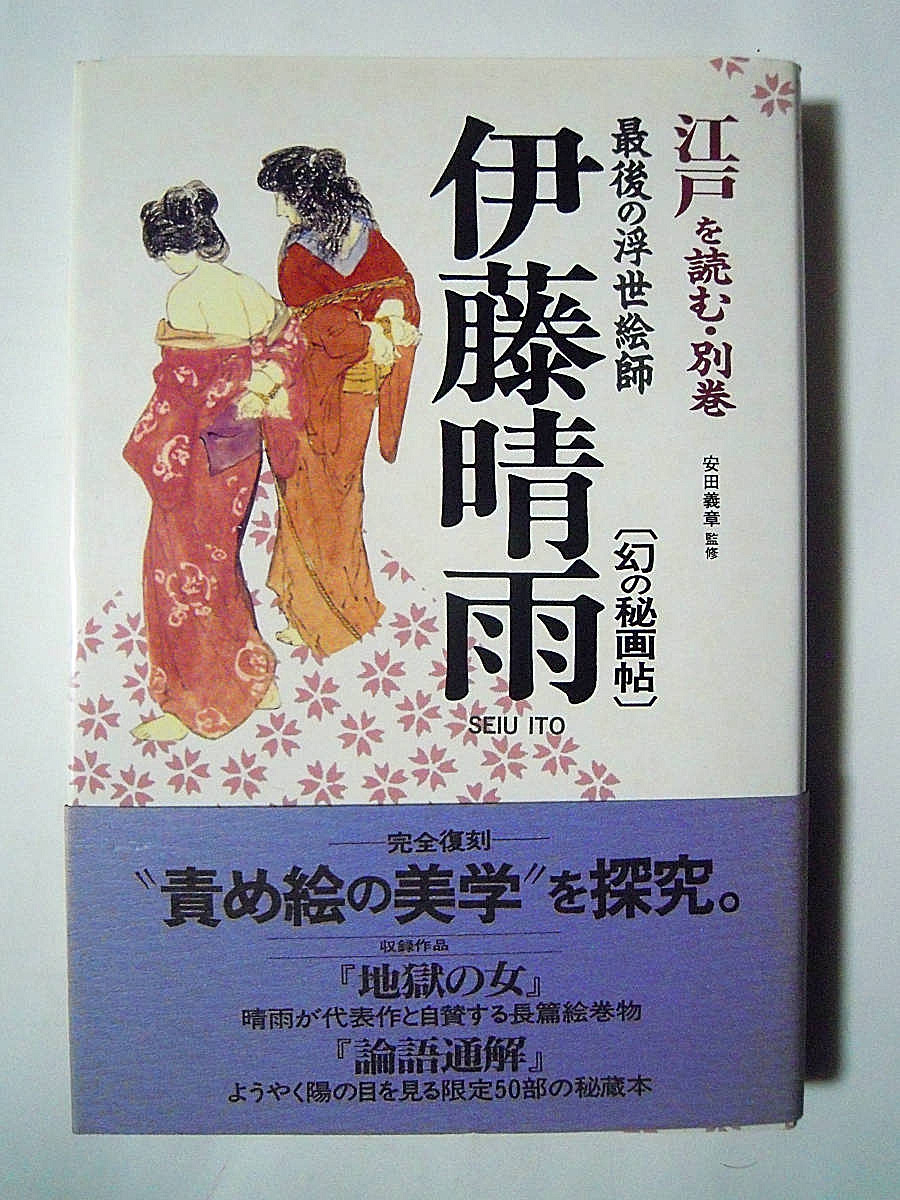 江戸を読む・別巻
安田義章 監修
最後の浮世絵師
伊藤晴雨
〔幻の秘画帖〕
SEIU ITO
完全復刻
〝責め絵の美学〟を探究。
収録作品
『地獄の女』
晴雨が代表作と自賛する長篇絵巻物
『論語通解』
ようやく陽の目を見る限定50部の秘蔵本